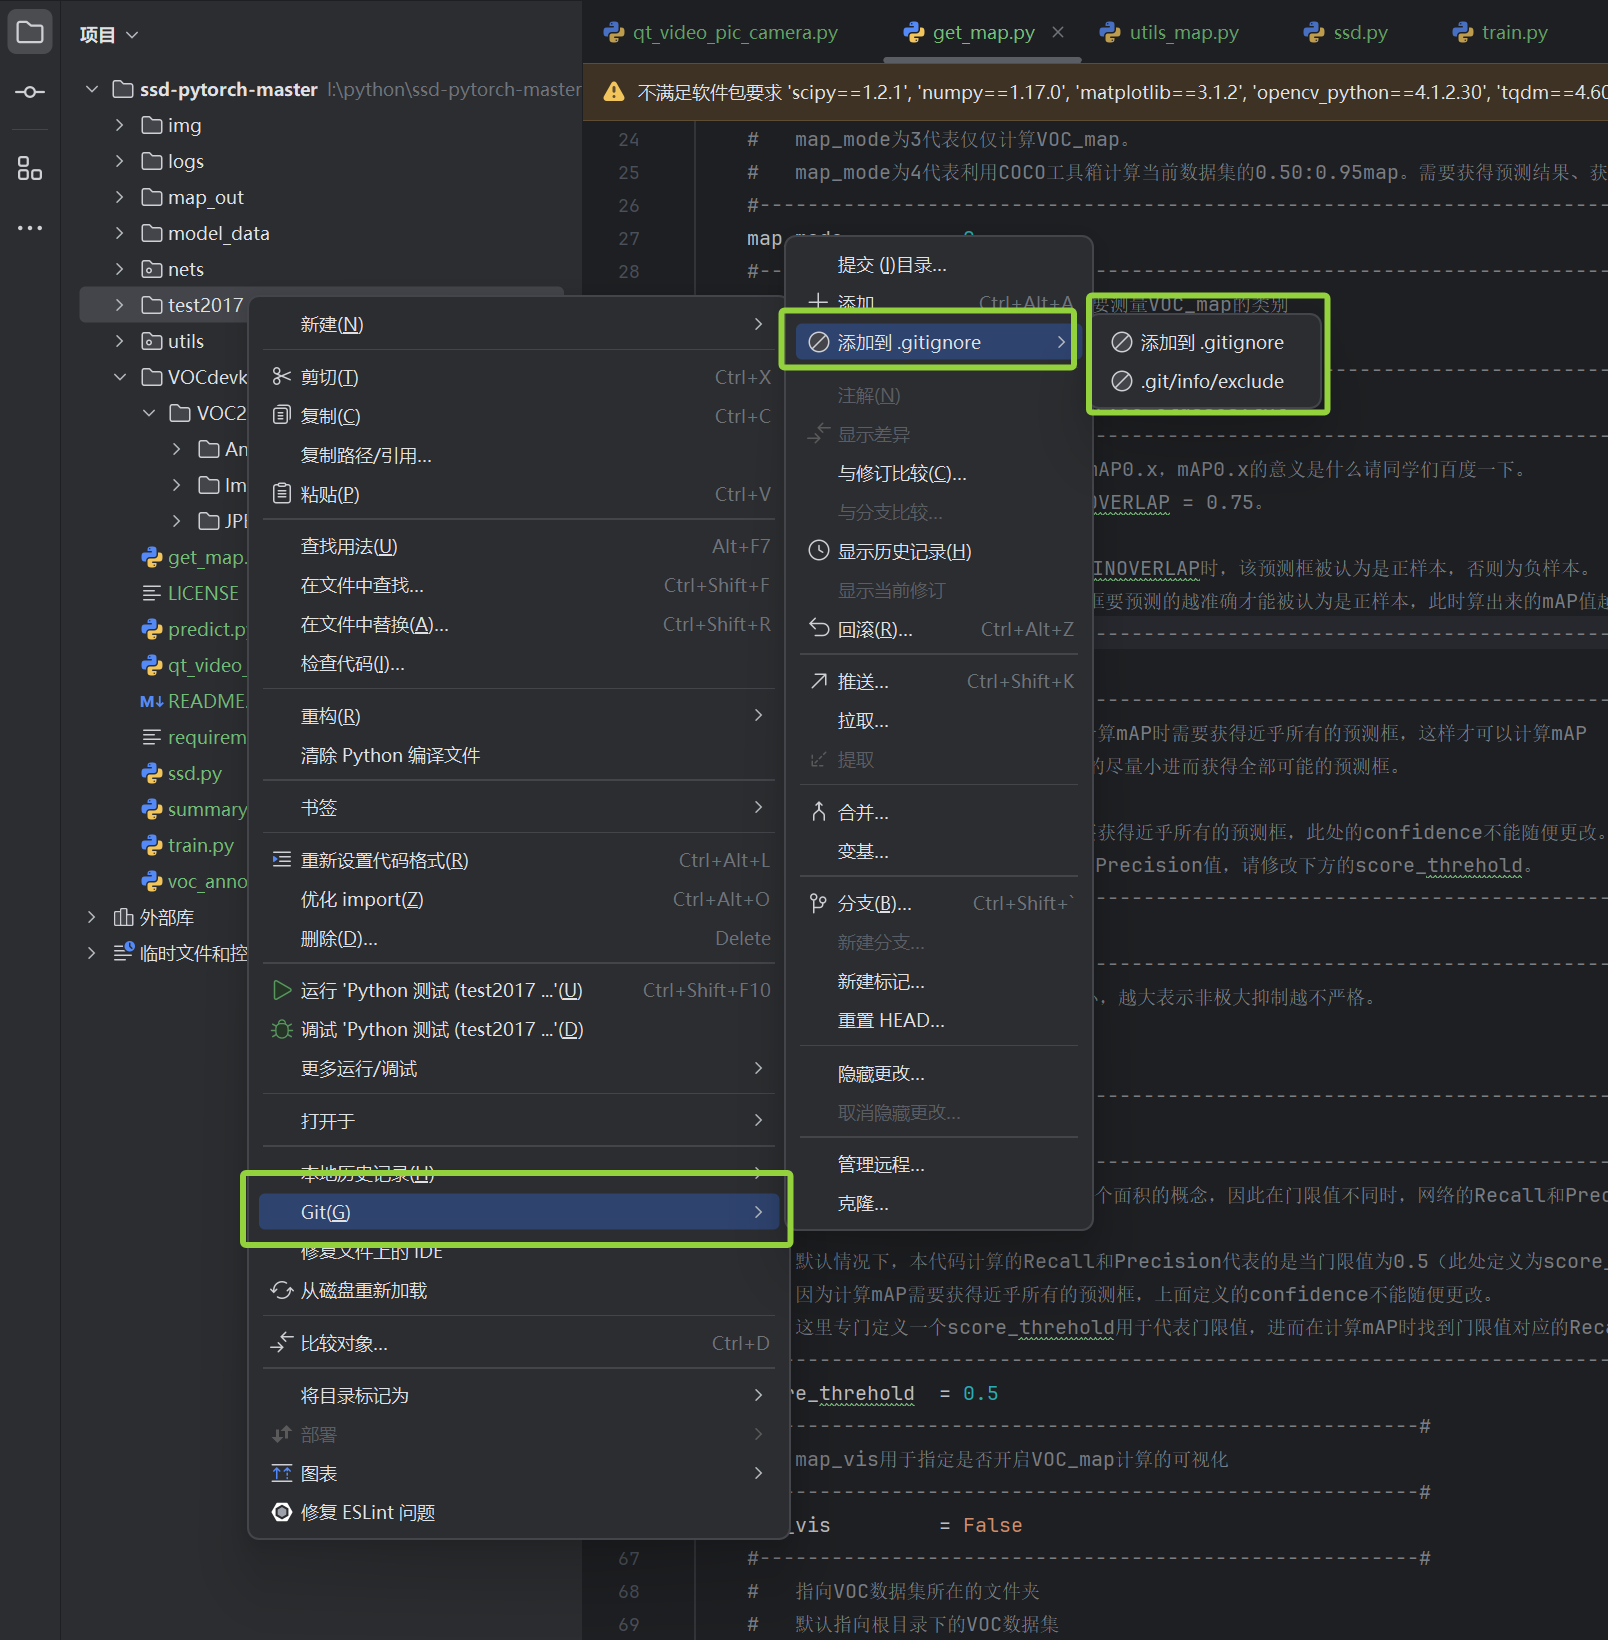 项目
qt_video_pic_camera.py
get_map.py
utils_map.py
ssd.py
train.py
不满足软件包要求 'scipy==1.2.1', 'numpy==1.17.0', 'matplotlib==3.1.2', 'opencv_python==4.1.2.30', 'tqdm==4.60
ssd-pytorch-master l:\python\ssd-pytorch-master
img
logs
map_out
model_data
nets
test2017
utils
VOCdevk
VOC2
An
Im
JPE
get_map.
LICENSE
predict.py
qt_video_
README.
requirem
ssd.py
summary
train.py
voc_anno
外部库
临时文件和控
新建(N)
剪切(T) Ctrl+X
复制(C) Ctrl+C
复制路径/引用...
粘贴(P) Ctrl+V
查找用法(U) Alt+F7
在文件中查找... Ctrl+Shift+F
在文件中替换(A)... Ctrl+Shift+R
检查代码(I)...
重构(R)
清除 Python 编译文件
书签
重新设置代码格式(R) Ctrl+Alt+L
优化 import(Z) Ctrl+Alt+O
删除(D)... Delete
运行 'Python 测试 (test2017 ...'(U) Ctrl+Shift+F10
调试 'Python 测试 (test2017 ...'(D)
更多运行/调试
打开于
本地历史记录(H)
Git(G)
修复文件上的 IDE
从磁盘重新加载
比较对象... Ctrl+D
将目录标记为
部署
图表
修复 ESLint 问题
提交 (I)目录...
添加 Ctrl+Alt+A
添加到 .gitignore
注解(N)
显示差异
与修订比较(C)...
与分支比较...
显示历史记录(H)
显示当前修订
回滚(R)... Ctrl+Alt+Z
推送... Ctrl+Shift+K
拉取...
提取
合并...
变基...
分支(B)... Ctrl+Shift+`
新建分支...
新建标记...
重置 HEAD...
隐藏更改...
取消隐藏更改...
管理远程...
克隆...
添加到 .gitignore
.git/info/exclude
24 # map_mode为3代表仅仅计算VOC_map。
25 # map_mode为4代表利用COCO工具箱计算当前数据集的0.50:0.95map。需要获得预测结果、获
26 #-----------------------------------------------------------------------
27 map_mode
28 #--
要测量VOC_map的类别
mAP0.x，mAP0.x的意义是什么请同学们百度一下。
OVERLAP = 0.75。
INOVERLAP时，该预测框被认为是正样本，否则为负样本。
框要预测的越准确才能被认为是正样本，此时算出来的mAP值越
算mAP时需要获得近乎所有的预测框，这样才可以计算mAP
的尽量小进而获得全部可能的预测框。
要获得近乎所有的预测框，此处的confidence不能随便更改。
Precision值，请修改下方的score_threhold。
，越大表示非极大抑制越不严格。
个面积的概念，因此在门限值不同时，网络的Recall和Prec
默认情况下，本代码计算的Recall和Precision代表的是当门限值为0.5（此处定义为score_
因为计算mAP需要获得近乎所有的预测框，上面定义的confidence不能随便更改。
这里专门定义一个score_threhold用于代表门限值，进而在计算mAP时找到门限值对应的Reca
re_threhold = 0.5
-------------------------------------------------------#
map_vis用于指定是否开启VOC_map计算的可视化
-------------------------------------------------------#
_vis = False
67 #-------------------------------------------------------#
68 # 指向VOC数据集所在的文件夹
69 # 默认指向根目录下的VOC数据集